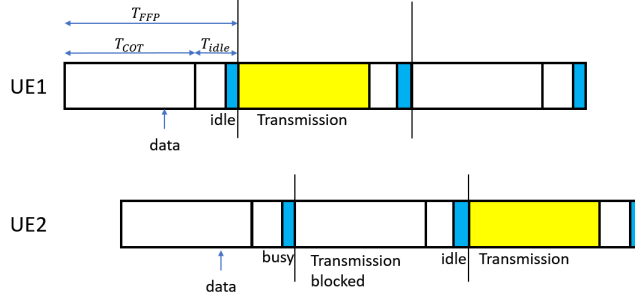 T_FFP
T_COT T_idle
UE1
idle Transmission
data
UE2
busy Transmission blocked idle Transmission
data